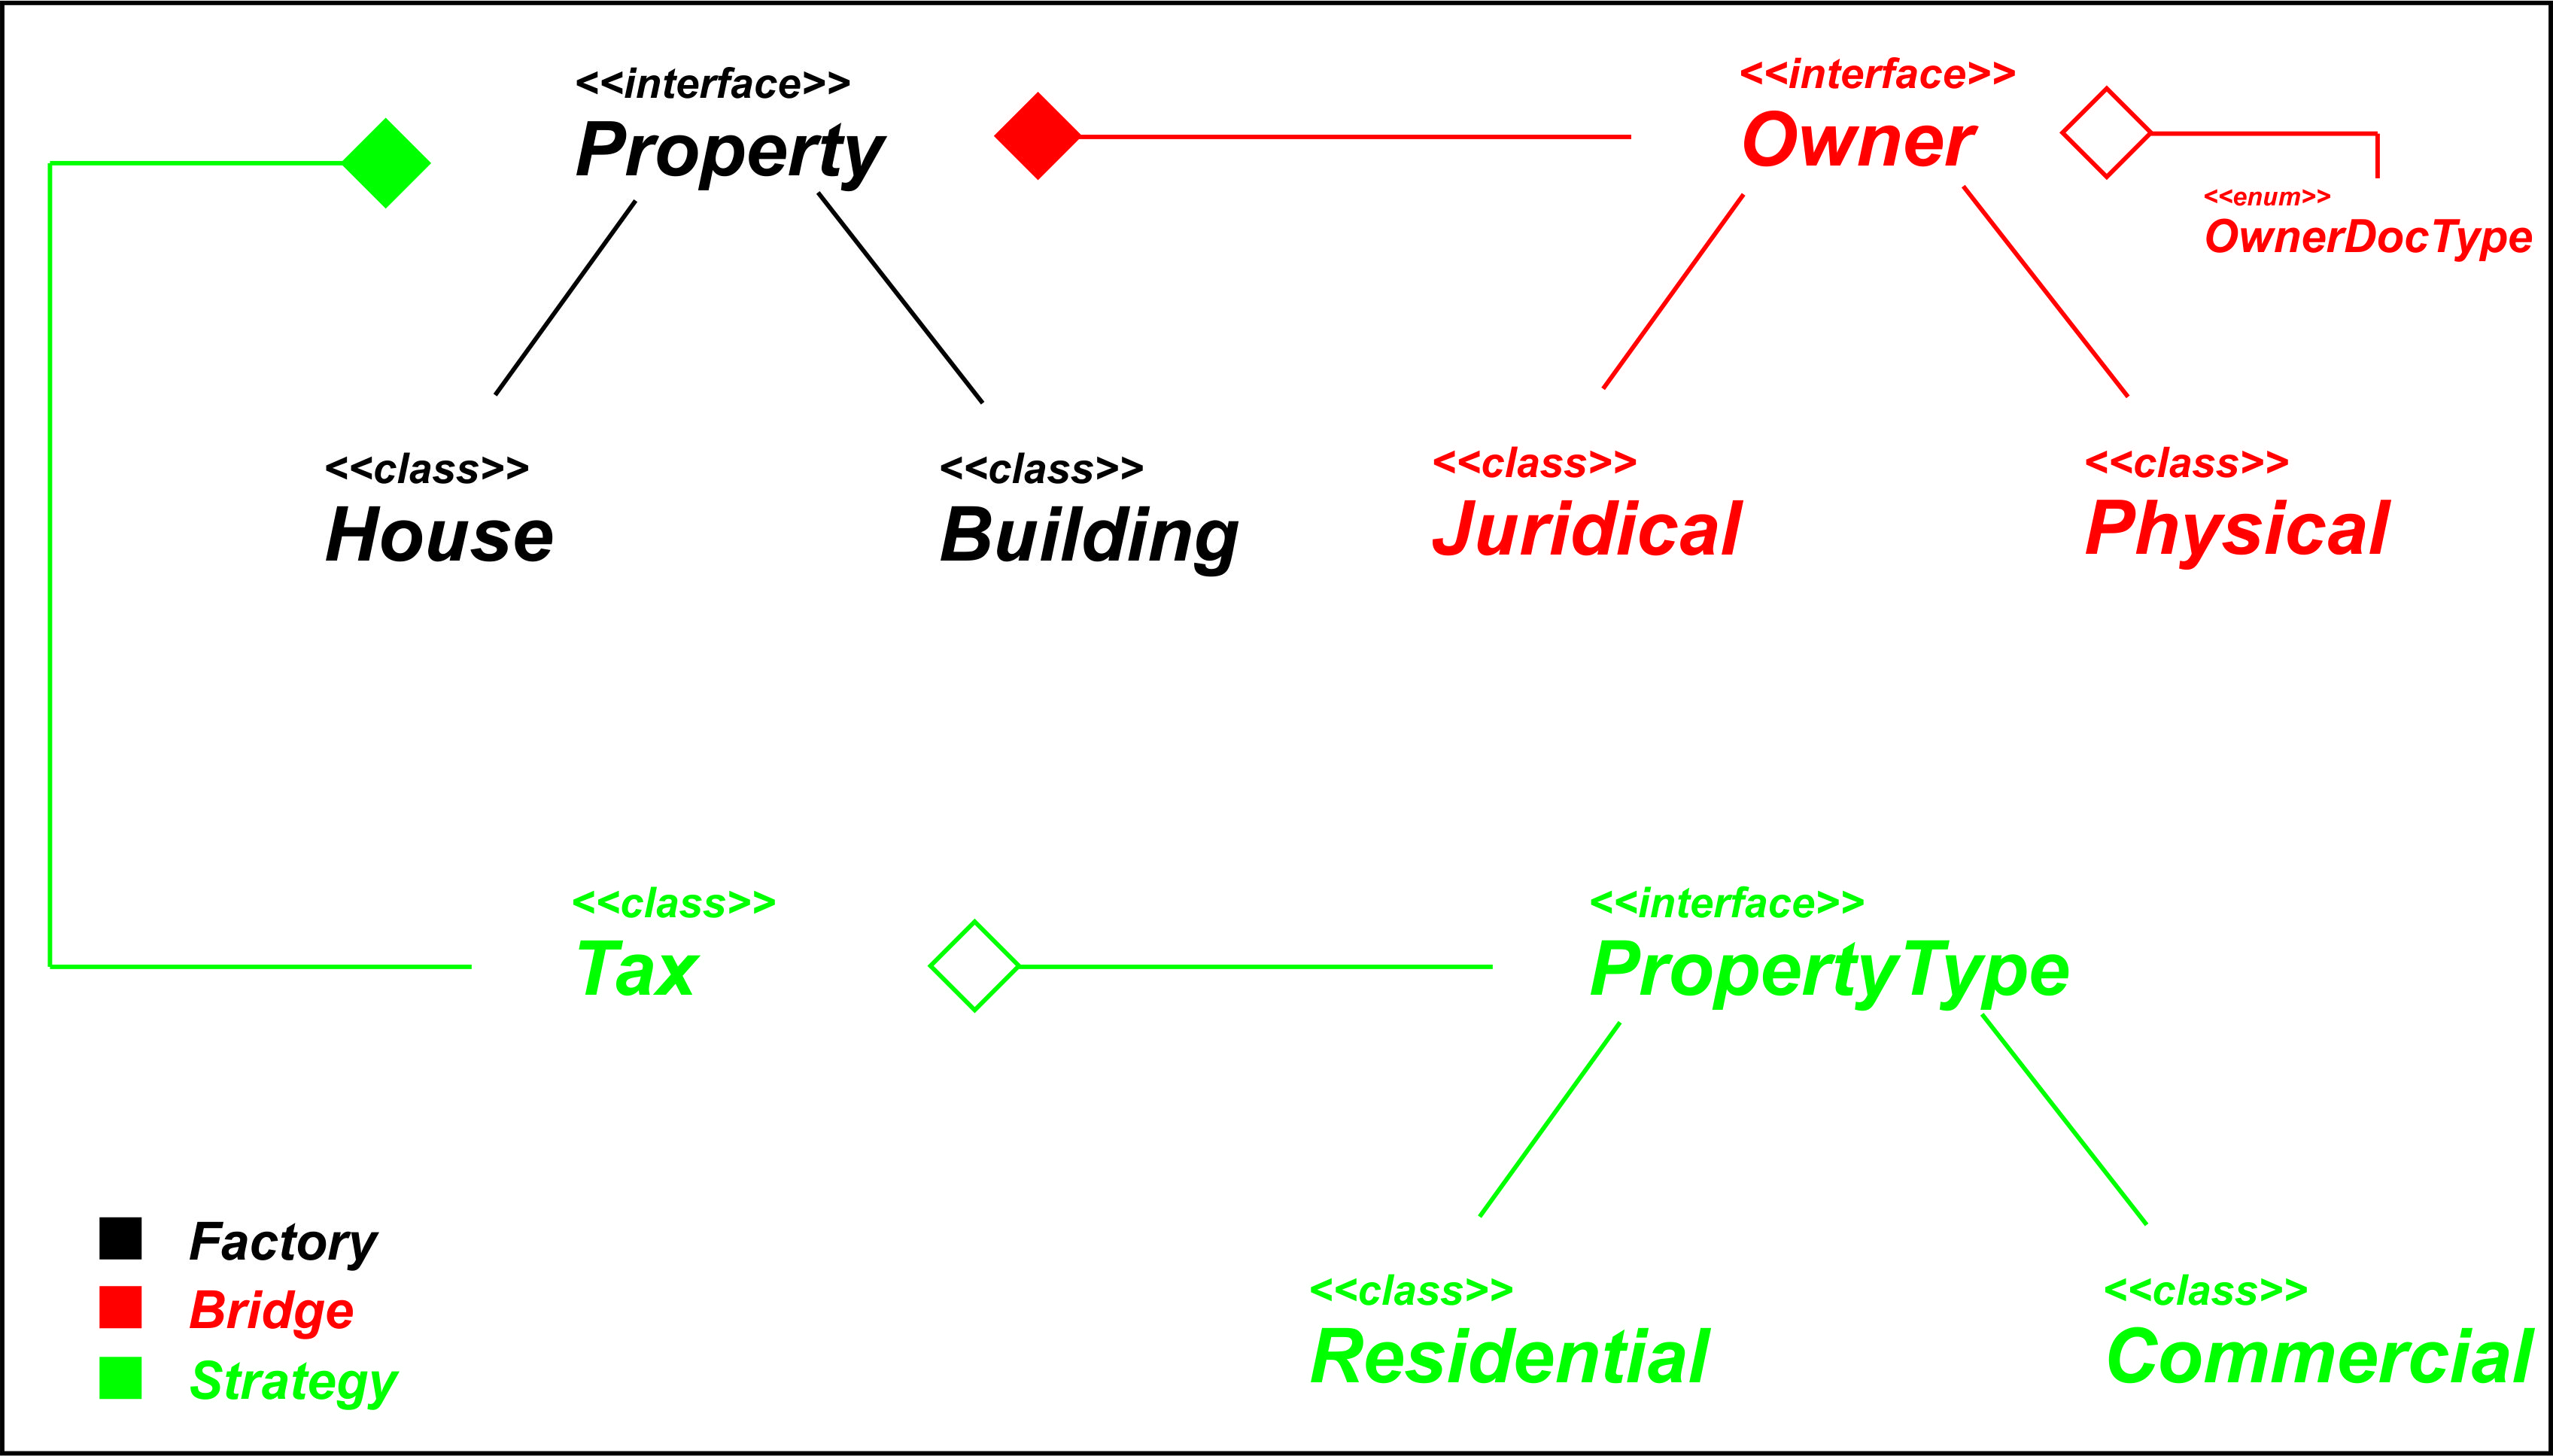 <<interface>>
Property
<<interface>>
Owner
<<enum>>
OwnerDocType
<<class>>
House
<<class>>
Building
<<class>>
Juridical
<<class>>
Physical
<<class>>
Tax
<<interface>>
PropertyType
<<class>>
Residential
<<class>>
Commercial
Factory
Bridge
Strategy